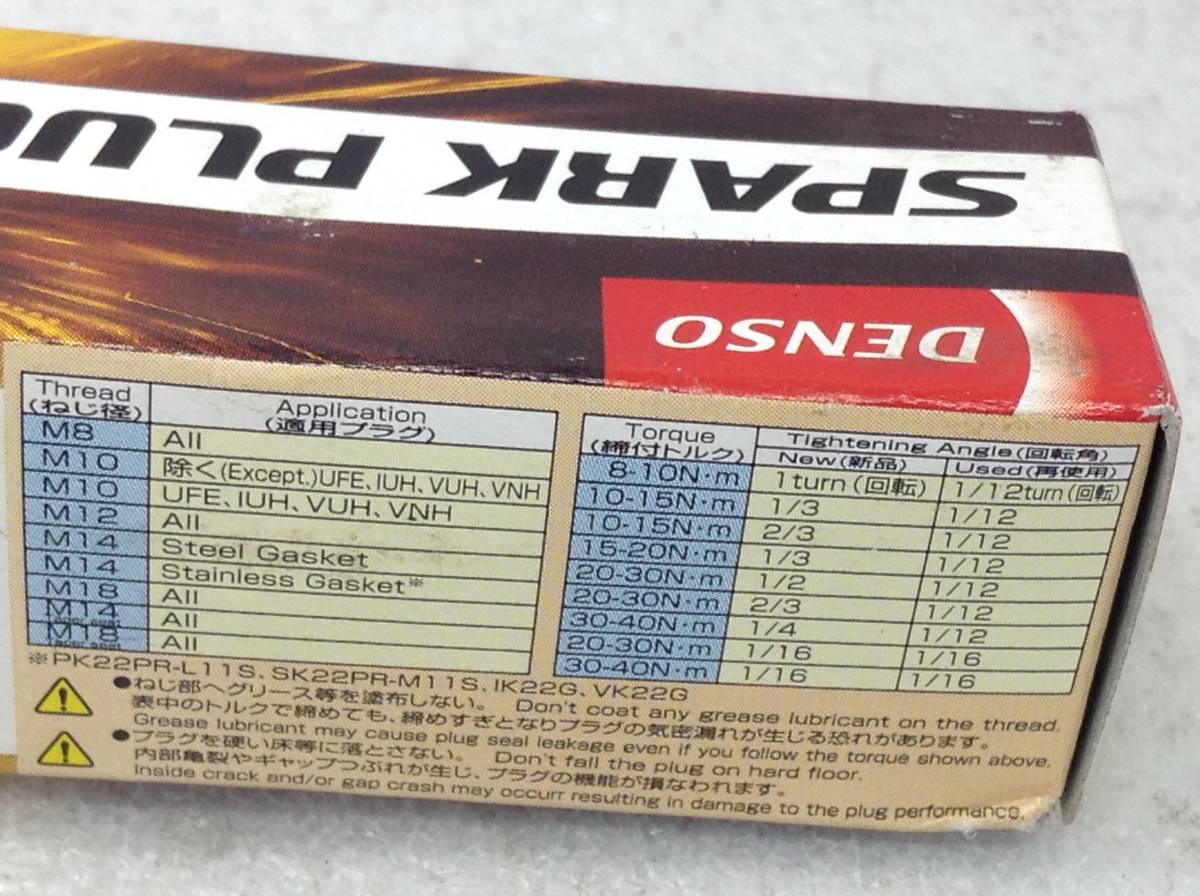 SPARK PLUG
DENSO
Thread
(ねじ径)
Application
(適用プラグ)
M8 All
M10 除く(Except.)UFE、IUH、VUH、VNH
M10 UFE、IUH、VUH、VNH
M12 All
M14 Steel Gasket
M14 Stainless Gasket※
M18 All
M14 All
M18 All
Torque
(締付トルク)
Tightening Angle(回転角)
New(新品) Used(再使用)
8-10N·m 1turn(回転) 1/12turn(回転)
10-15N·m 1/3 1/12
10-15N·m 2/3 1/12
15-20N·m 1/3 1/12
20-30N·m 1/2 1/12
20-30N·m 2/3 1/12
30-40N·m 1/4 1/12
20-30N·m 1/16 1/16
30-40N·m 1/16 1/16
※PK22PR-L11S、SK22PR-M11S、IK22G、VK22G
●ねじ部へグリース等を塗布しない。 Don't coat any grease lubricant on the thread.
表中のトルクで締めても、締めすぎとなりプラグの気密漏れが生じる恐れがあります。
Grease lubricant may cause plug seal leakage even if you follow the torque shown above.
●プラグを硬い床等に落とさない。 Don't fall the plug on hard floor.
内部亀裂やギャップつぶれが生じ、プラグの機能が損なわれます。
Inside crack and/or gap crash may occurr resulting in damage to the plug performance.